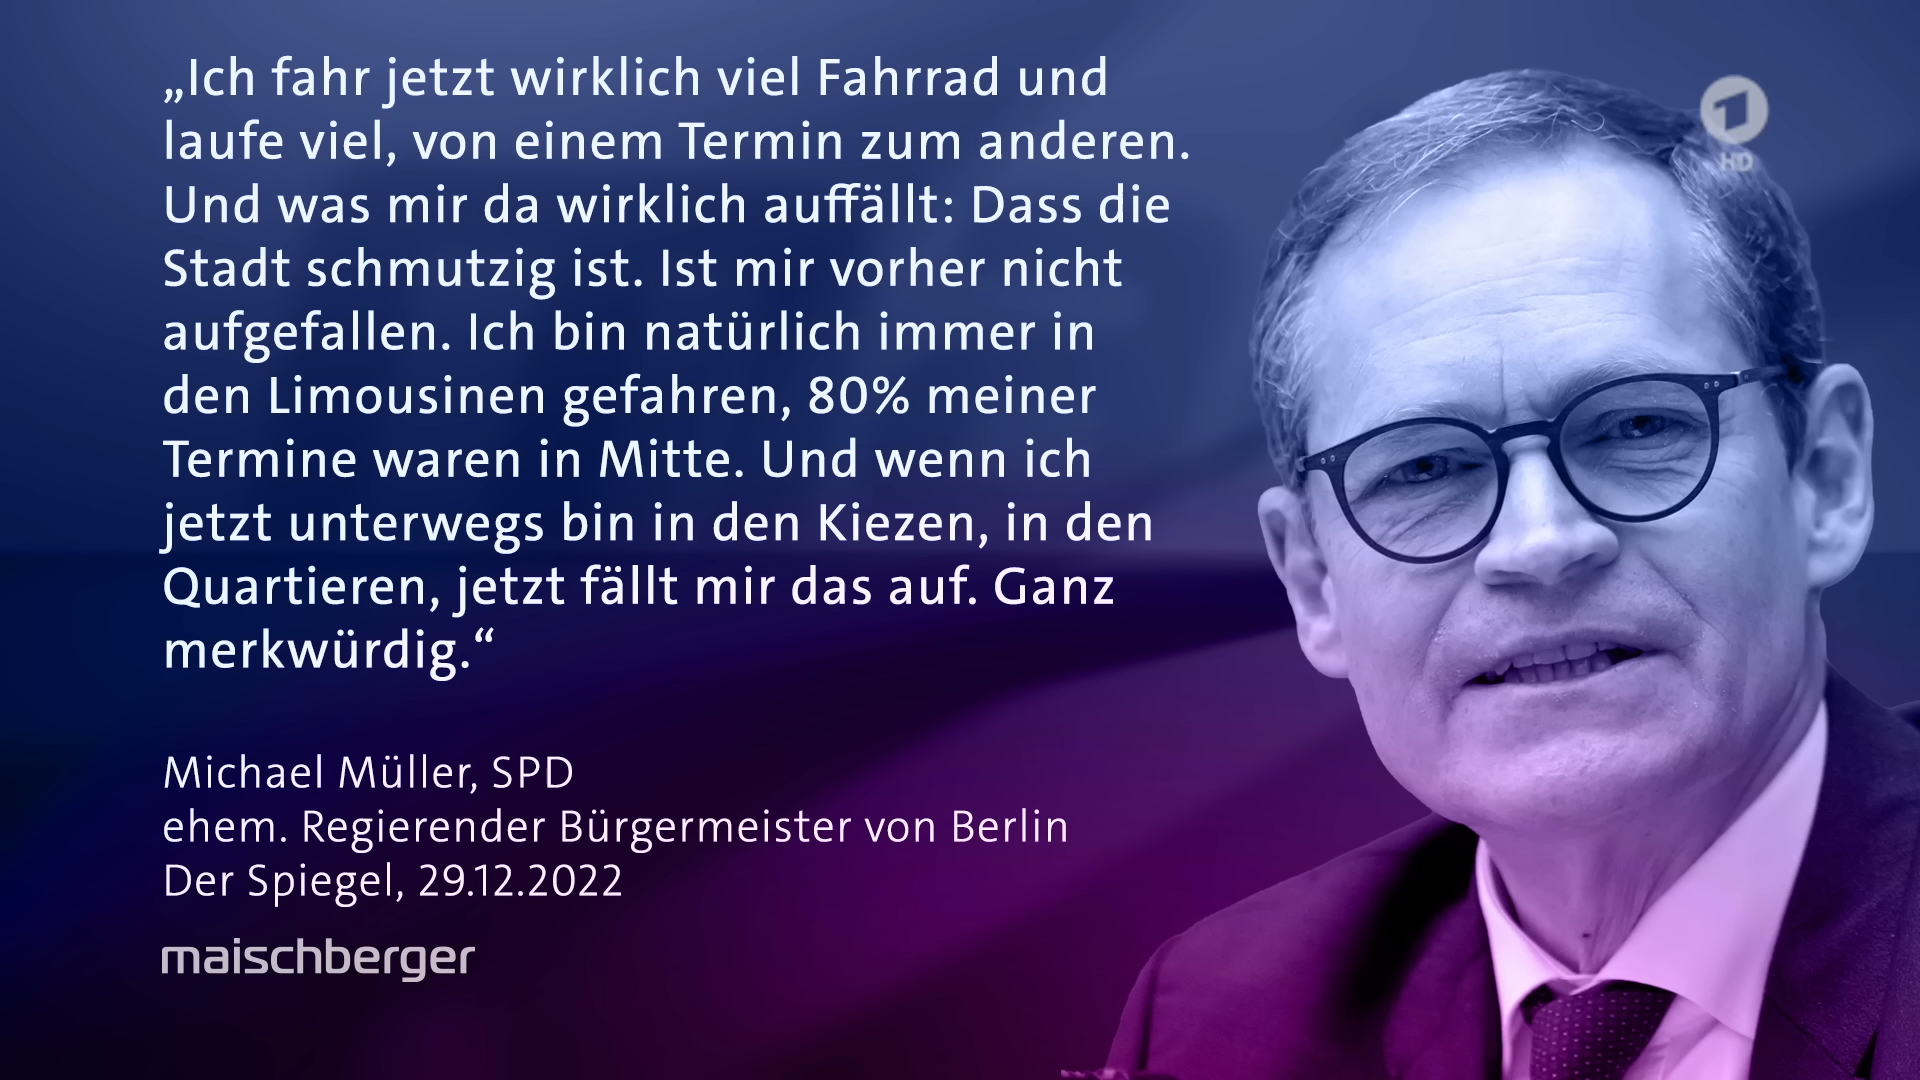 „Ich fahr jetzt wirklich viel Fahrrad und
laufe viel, von einem Termin zum anderen.
Und was mir da wirklich auffällt: Dass die
Stadt schmutzig ist. Ist mir vorher nicht
aufgefallen. Ich bin natürlich immer in
den Limousinen gefahren, 80% meiner
Termine waren in Mitte. Und wenn ich
jetzt unterwegs bin in den Kiezen, in den
Quartieren, jetzt fällt mir das auf. Ganz
merkwürdig.“
Michael Müller, SPD
ehem. Regierender Bürgermeister von Berlin
Der Spiegel, 29.12.2022
maischberger
1
HD